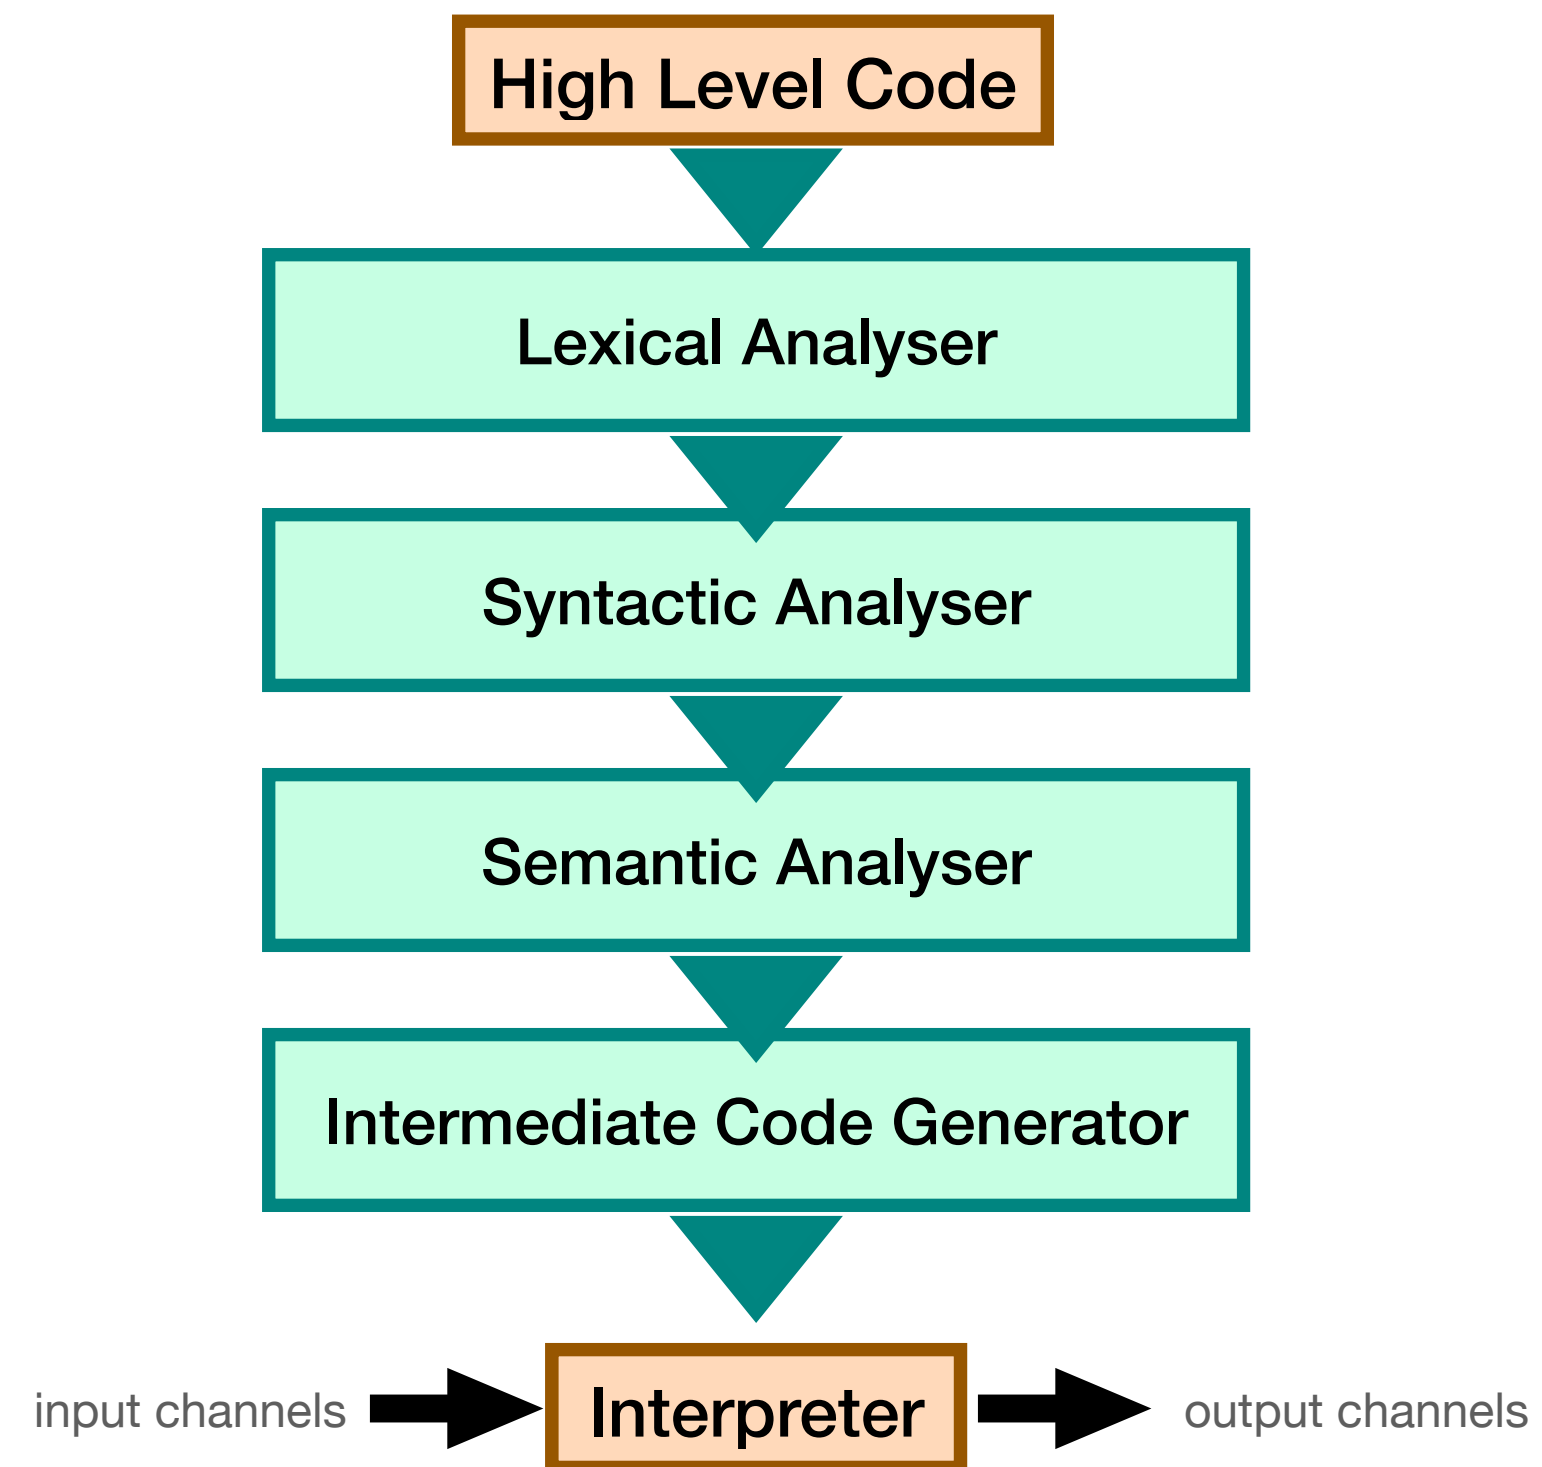 High Level Code
Lexical Analyser
Syntactic Analyser
Semantic Analyser
Intermediate Code Generator
input channels
Interpreter
output channels